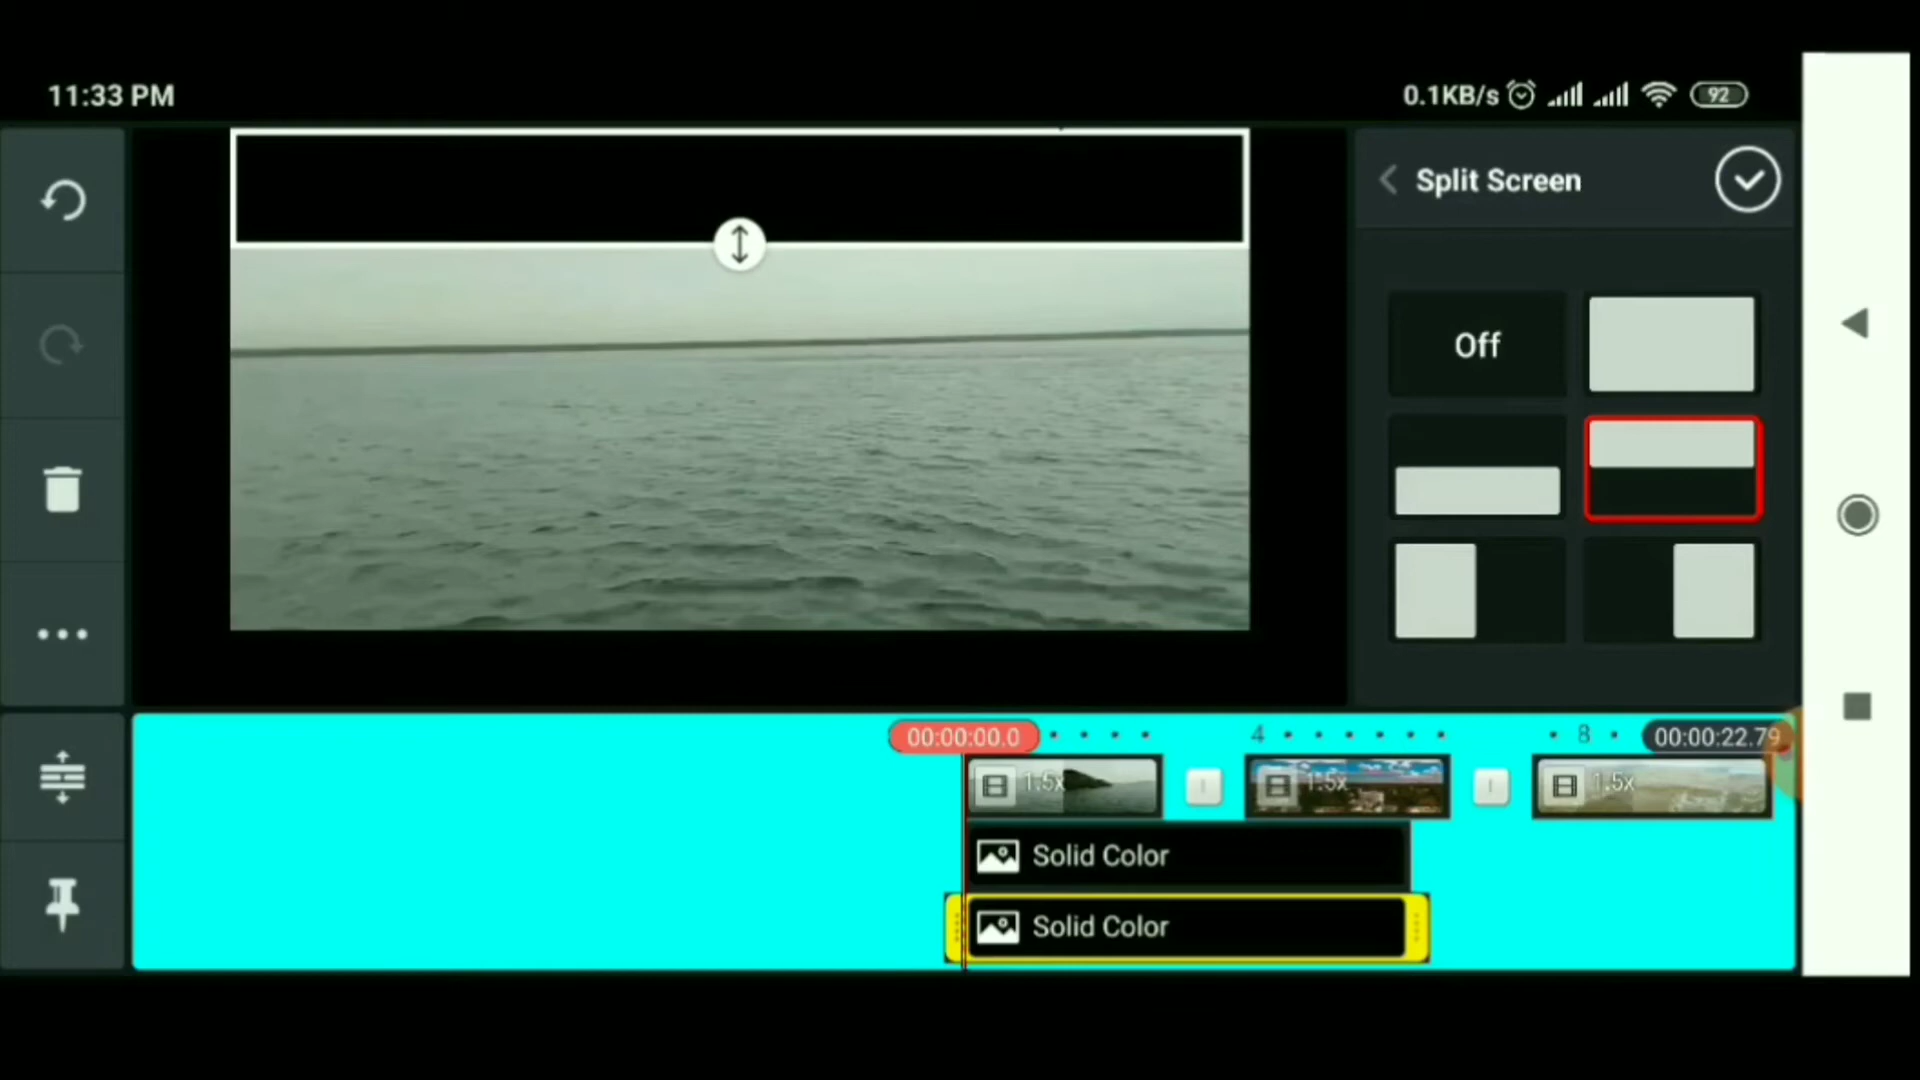 11:33 PM
0.1KB/s
92
Split Screen
Off
00:00:00.0
4
8
00:00:22.79
1.5x
1.5x
1.5x
Solid Color
Solid Color